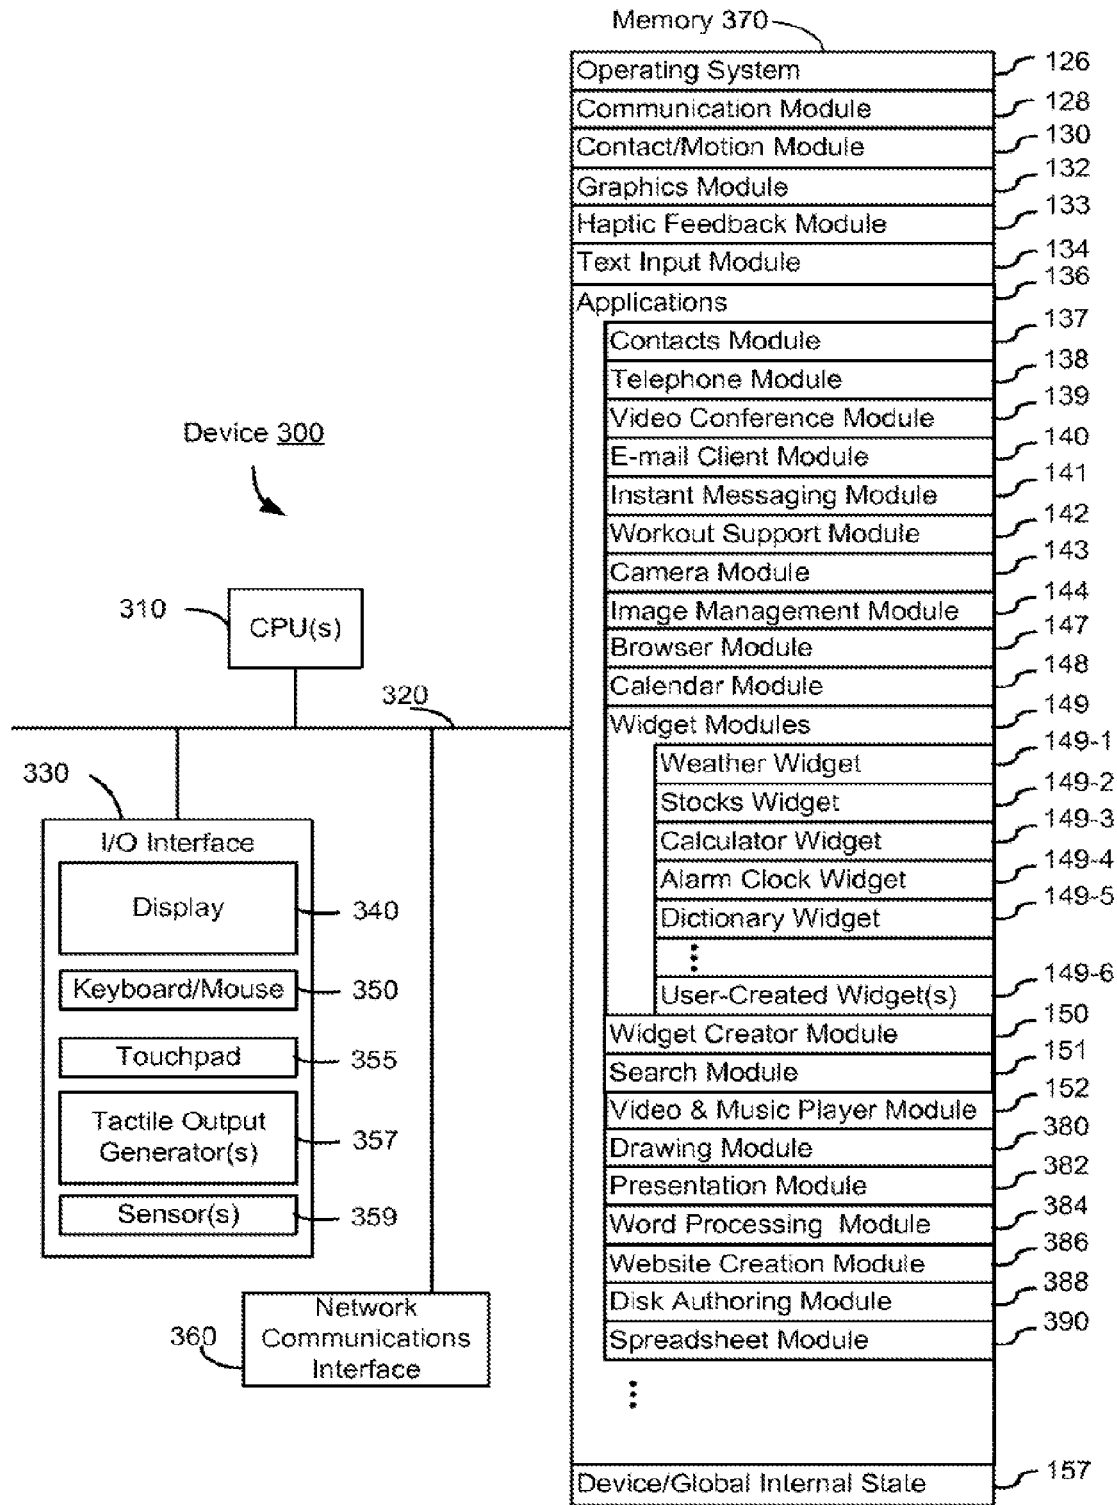 Memory 370
Operating System 126
Communication Module 128
Contact/Motion Module 130
Graphics Module 132
Haptic Feedback Module 133
Text Input Module 134
Applications 136
Contacts Module 137
Telephone Module 138
Video Conference Module 139
E-mail Client Module 140
Instant Messaging Module 141
Workout Support Module 142
Camera Module 143
Image Management Module 144
Browser Module 147
Calendar Module 148
Widget Modules 149
Weather Widget 149-1
Stocks Widget 149-2
Calculator Widget 149-3
Alarm Clock Widget 149-4
Dictionary Widget 149-5
...
User-Created Widget(s) 149-6
Widget Creator Module 150
Search Module 151
Video & Music Player Module 152
Drawing Module 380
Presentation Module 382
Word Processing Module 384
Website Creation Module 386
Disk Authoring Module 388
Spreadsheet Module 390
...
Device/Global Internal State 157
Device 300
310
CPU(s)
320
330
I/O Interface
Display 340
Keyboard/Mouse 350
Touchpad 355
Tactile Output
Generator(s) 357
Sensor(s) 359
360
Network
Communications
Interface